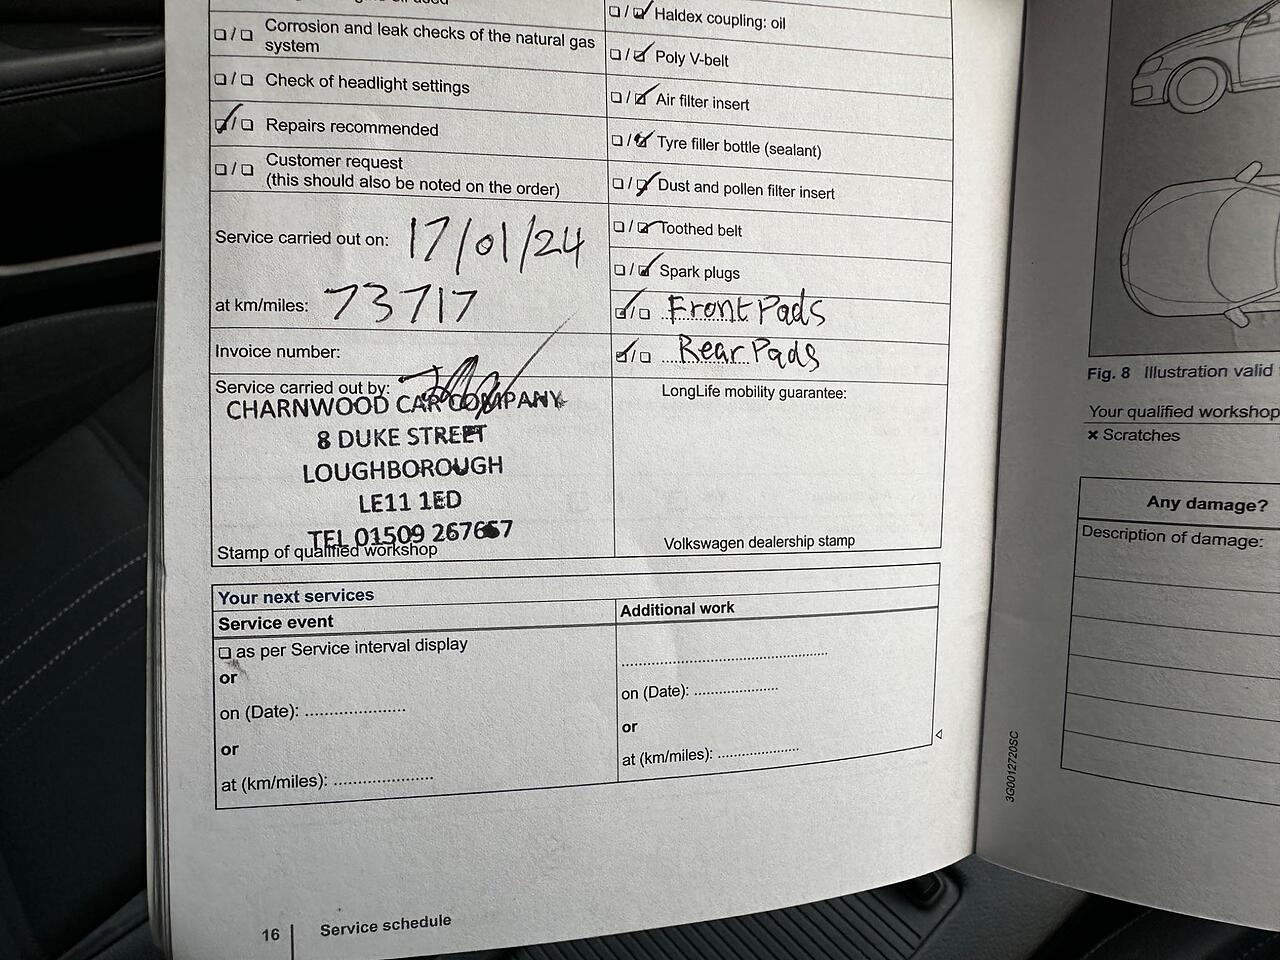 ❏/☑ Haldex coupling: oil
❏/❏ Corrosion and leak checks of the natural gas
system
❏/☑ Poly V-belt
❏/❏ Check of headlight settings
❏/☑ Air filter insert
☑/❏ Repairs recommended
❏/☑ Tyre filler bottle (sealant)
❏/❏ Customer request
(this should also be noted on the order)
❏/☑ Dust and pollen filter insert
Service carried out on: 17/01/24
❏/☑ Toothed belt
❏/☑ Spark plugs
at km/miles: 73717
☑/❏ Front Pads
Invoice number:
☑/❏ Rear Pads
Service carried out by:
CHARNWOOD CAR COMPANY
8 DUKE STREET
LOUGHBOROUGH
LE11 1ED
TEL 01509 267667
Stamp of qualified workshop
LongLife mobility guarantee:
Volkswagen dealership stamp
Your next services
Service event
Additional work
❏ as per Service interval display
or
on (Date): ....................
or
at (km/miles): ....................
........................................
on (Date): ....................
or
at (km/miles): ....................
16 Service schedule
Fig. 8 Illustration valid
Your qualified workshop
× Scratches
Any damage?
Description of damage:
3G0012720SC